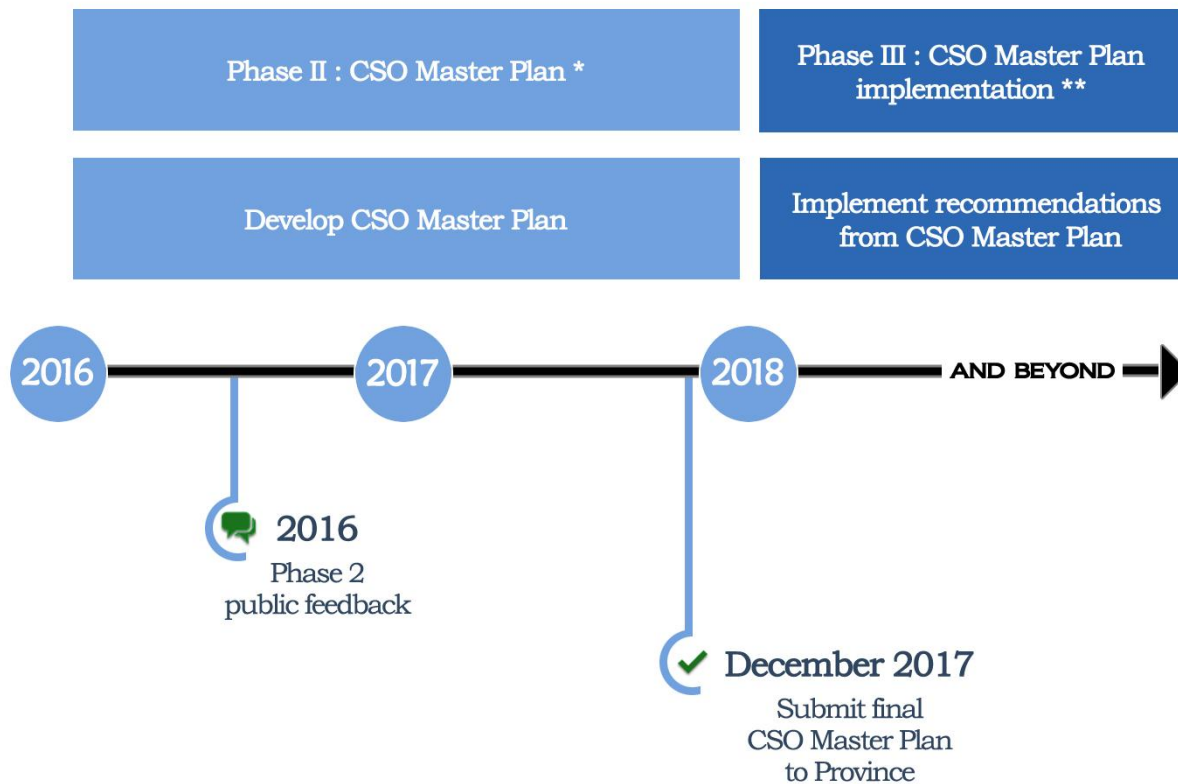 Phase II : CSO Master Plan *
Phase III : CSO Master Plan
implementation **
Develop CSO Master Plan
Implement recommendations
from CSO Master Plan
2016
2017
2018
AND BEYOND
2016
Phase 2
public feedback
December 2017
Submit final
CSO Master Plan
to Province